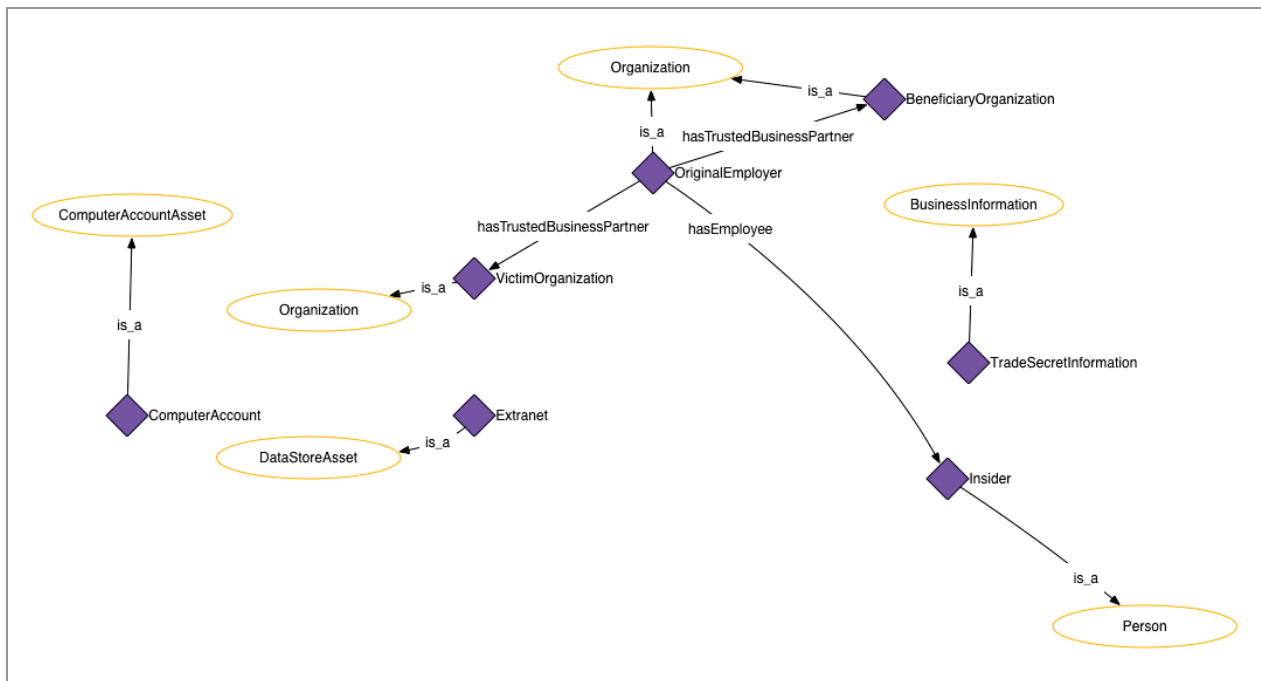 Organization
is_a
BeneficiaryOrganization
is_a
hasTrustedBusinessPartner
OriginalEmployer
ComputerAccountAsset
BusinessInformation
hasTrustedBusinessPartner
hasEmployee
VictimOrganization
is_a
is_a
Organization
is_a
TradeSecretInformation
ComputerAccount
Extranet
is_a
DataStoreAsset
Insider
is_a
Person